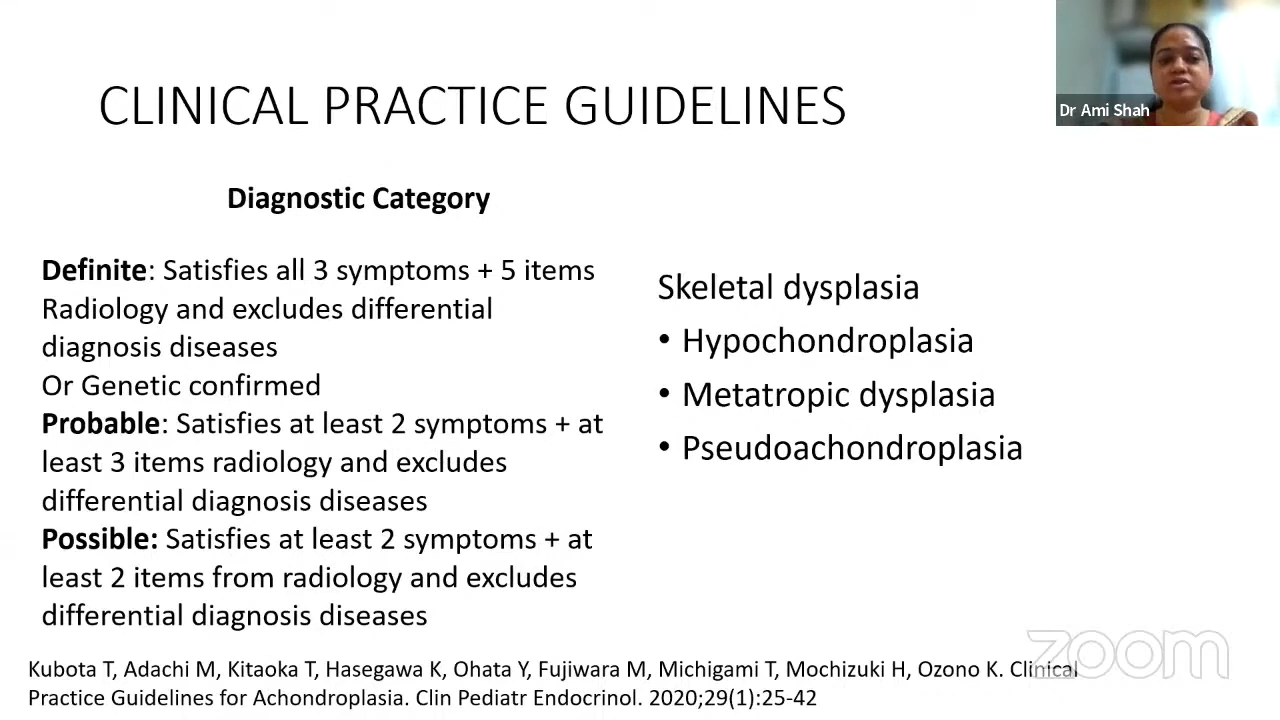 CLINICAL PRACTICE GUIDELINES
Dr Ami Shah
Diagnostic Category
Definite: Satisfies all 3 symptoms + 5 items
Radiology and excludes differential
diagnosis diseases
Or Genetic confirmed
Probable: Satisfies at least 2 symptoms + at
least 3 items radiology and excludes
differential diagnosis diseases
Possible: Satisfies at least 2 symptoms + at
least 2 items from radiology and excludes
differential diagnosis diseases
Skeletal dysplasia
• Hypochondroplasia
• Metatropic dysplasia
• Pseudoachondroplasia
zoom
Kubota T, Adachi M, Kitaoka T, Hasegawa K, Ohata Y, Fujiwara M, Michigami T, Mochizuki H, Ozono K. Clinical
Practice Guidelines for Achondroplasia. Clin Pediatr Endocrinol. 2020;29(1):25-42